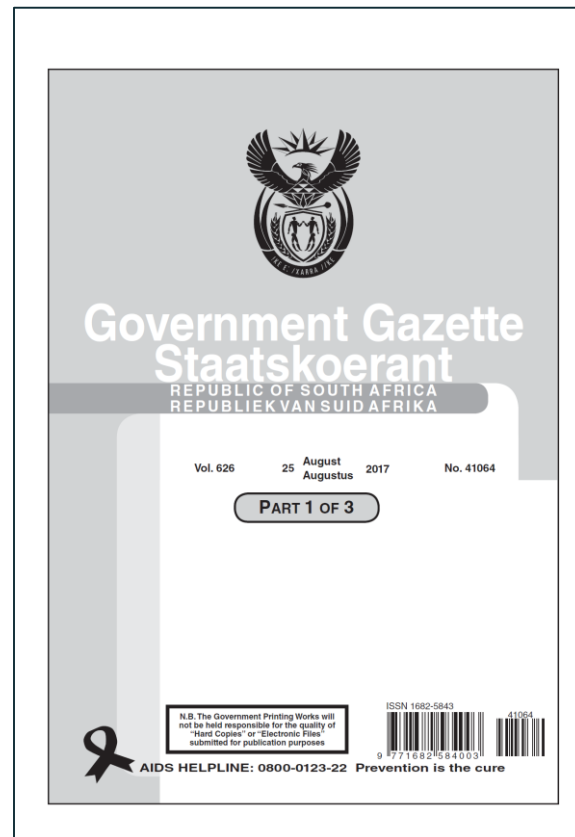 !KE E: /XARRA //KE
Government Gazette
Staatskoerant
REPUBLIC OF SOUTH AFRICA
REPUBLIEK VAN SUID AFRIKA
Vol. 626 25 August Augustus 2017 No. 41064
PART 1 OF 3
N.B. The Government Printing Works will
not be held responsible for the quality of
“Hard Copies” or “Electronic Files”
submitted for publication purposes
ISSN 1682-5843
41064
9 771682 584003
AIDS HELPLINE: 0800-0123-22 Prevention is the cure